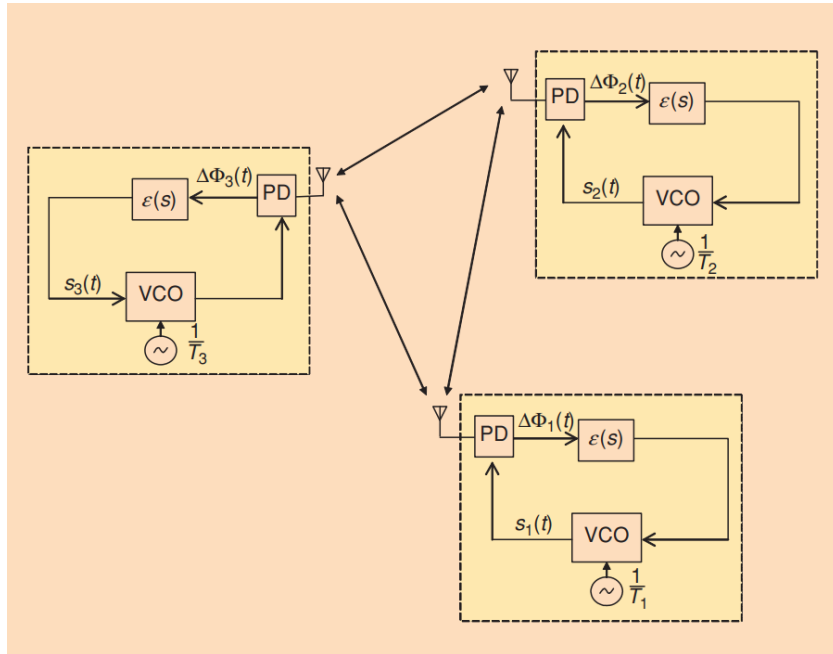 PD ΔΦ₂(t) ε(s)
s₂(t) VCO
~ 1/T₂
ε(s) ΔΦ₃(t) PD
s₃(t) VCO
~ 1/T₃
PD ΔΦ₁(t) ε(s)
s₁(t) VCO
~ 1/T₁